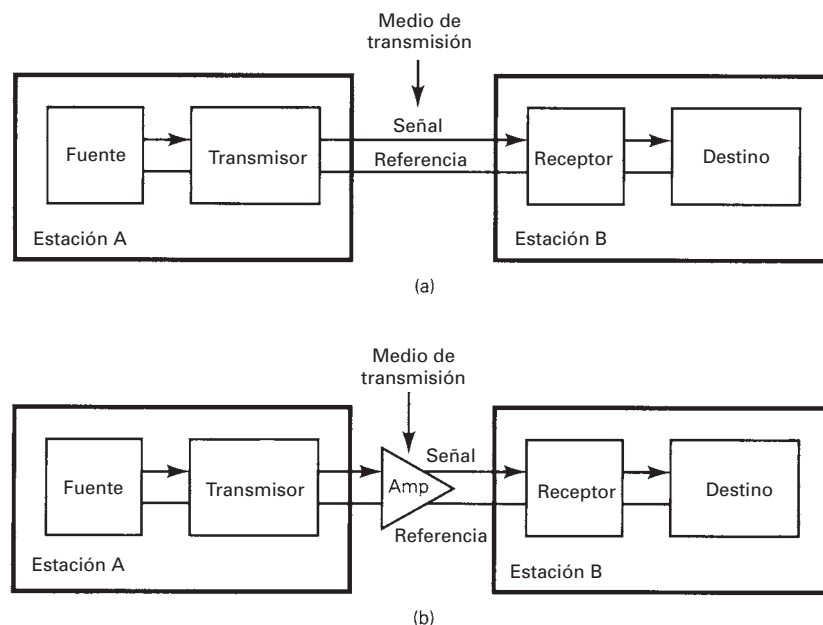 Medio de
transmisión
Señal
Fuente
Transmisor
Referencia
Receptor
Destino
Estación A
Estación B
(a)
Medio de
transmisión
Señal
Fuente
Transmisor
Amp
Receptor
Destino
Referencia
Estación A
Estación B
(b)